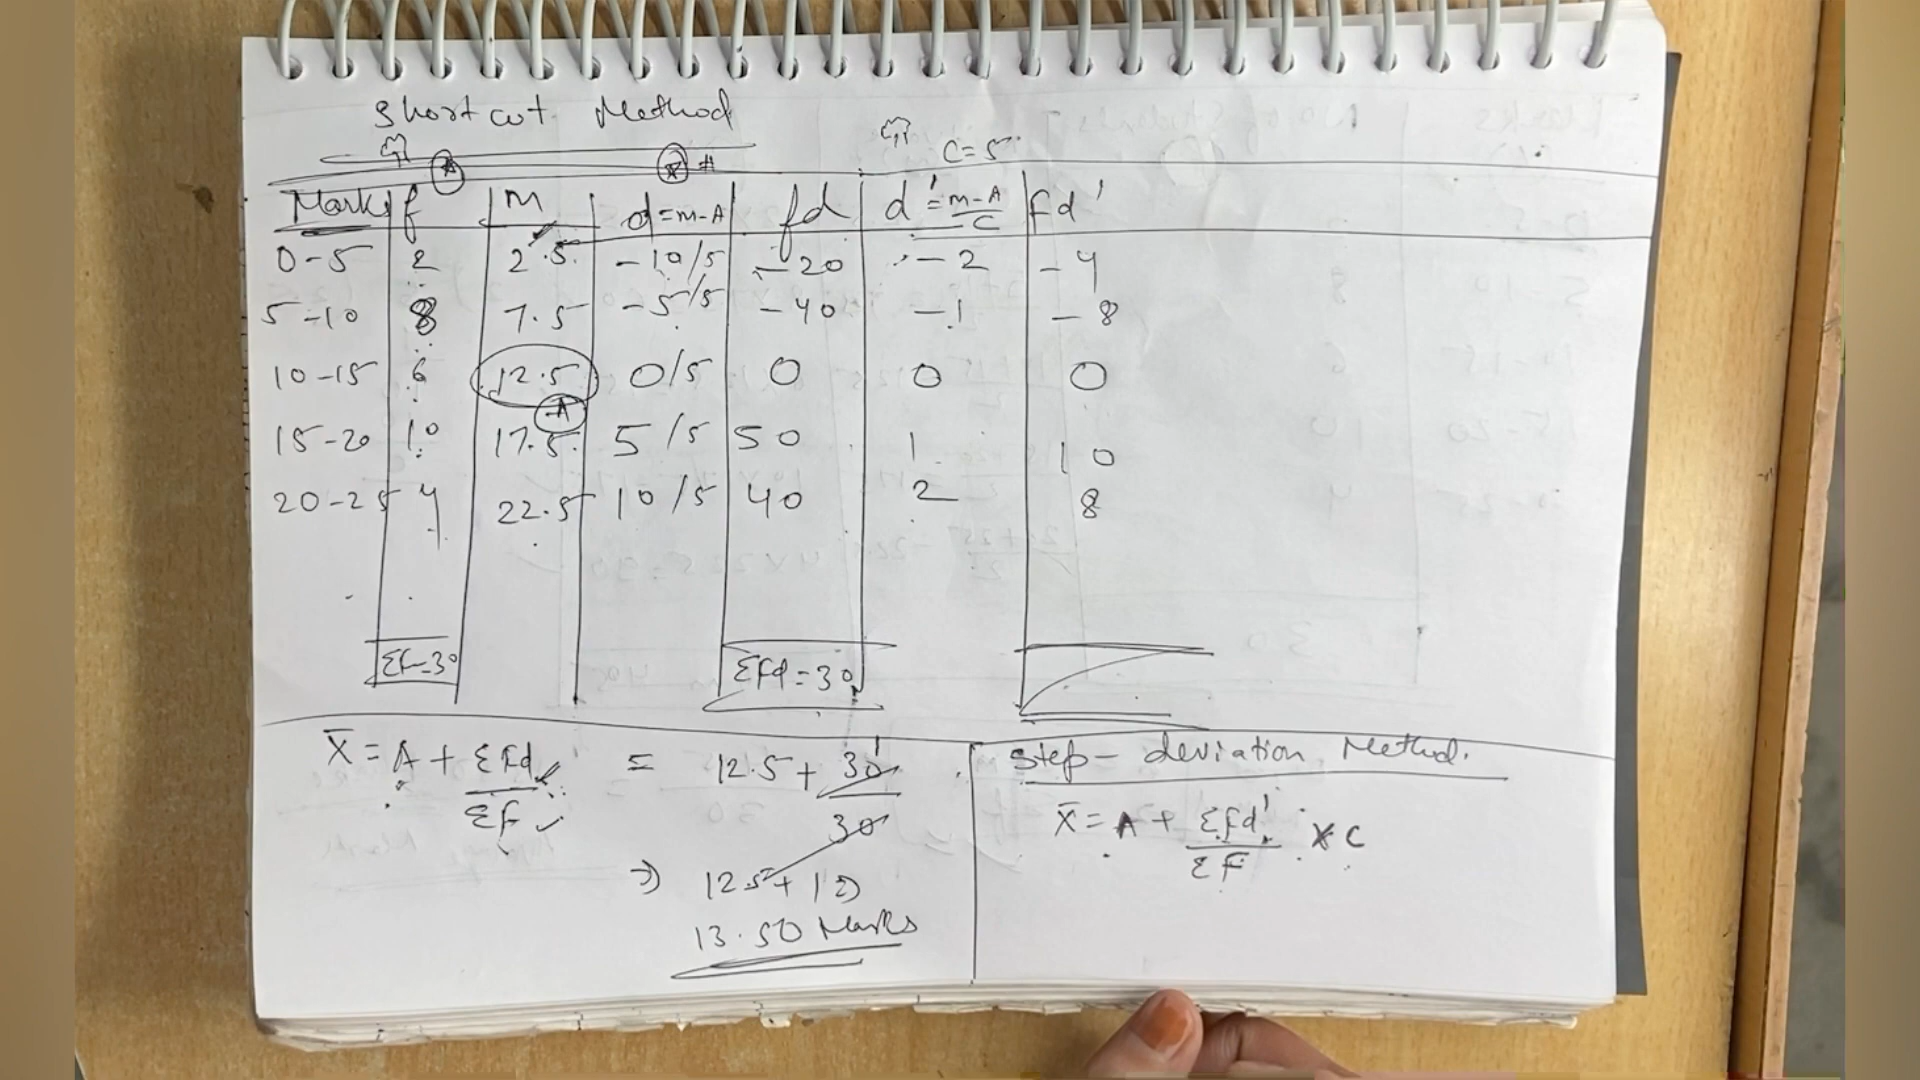 Shortcut Method
C=5
Marks f M d=m-A fd d'=m-A/C Fd'
0-5 2 2.5 -10/5 -20 -2 -4
5-10 8 7.5 -5/5 -40 -1 -8
10-15 6 12.5 0/5 0 0 0
A
15-20 10 17.5 5/5 50 1 10
20-25 4 22.5 10/5 40 2 8
Σf=30 ΣFd=30
X̄ = A + ΣFd/ΣF = 12.5 + 30/30
⇒ 12.5 + 1
13.50 Marks
Step-deviation Method.
X̄ = A + Σfd'/ΣF × C